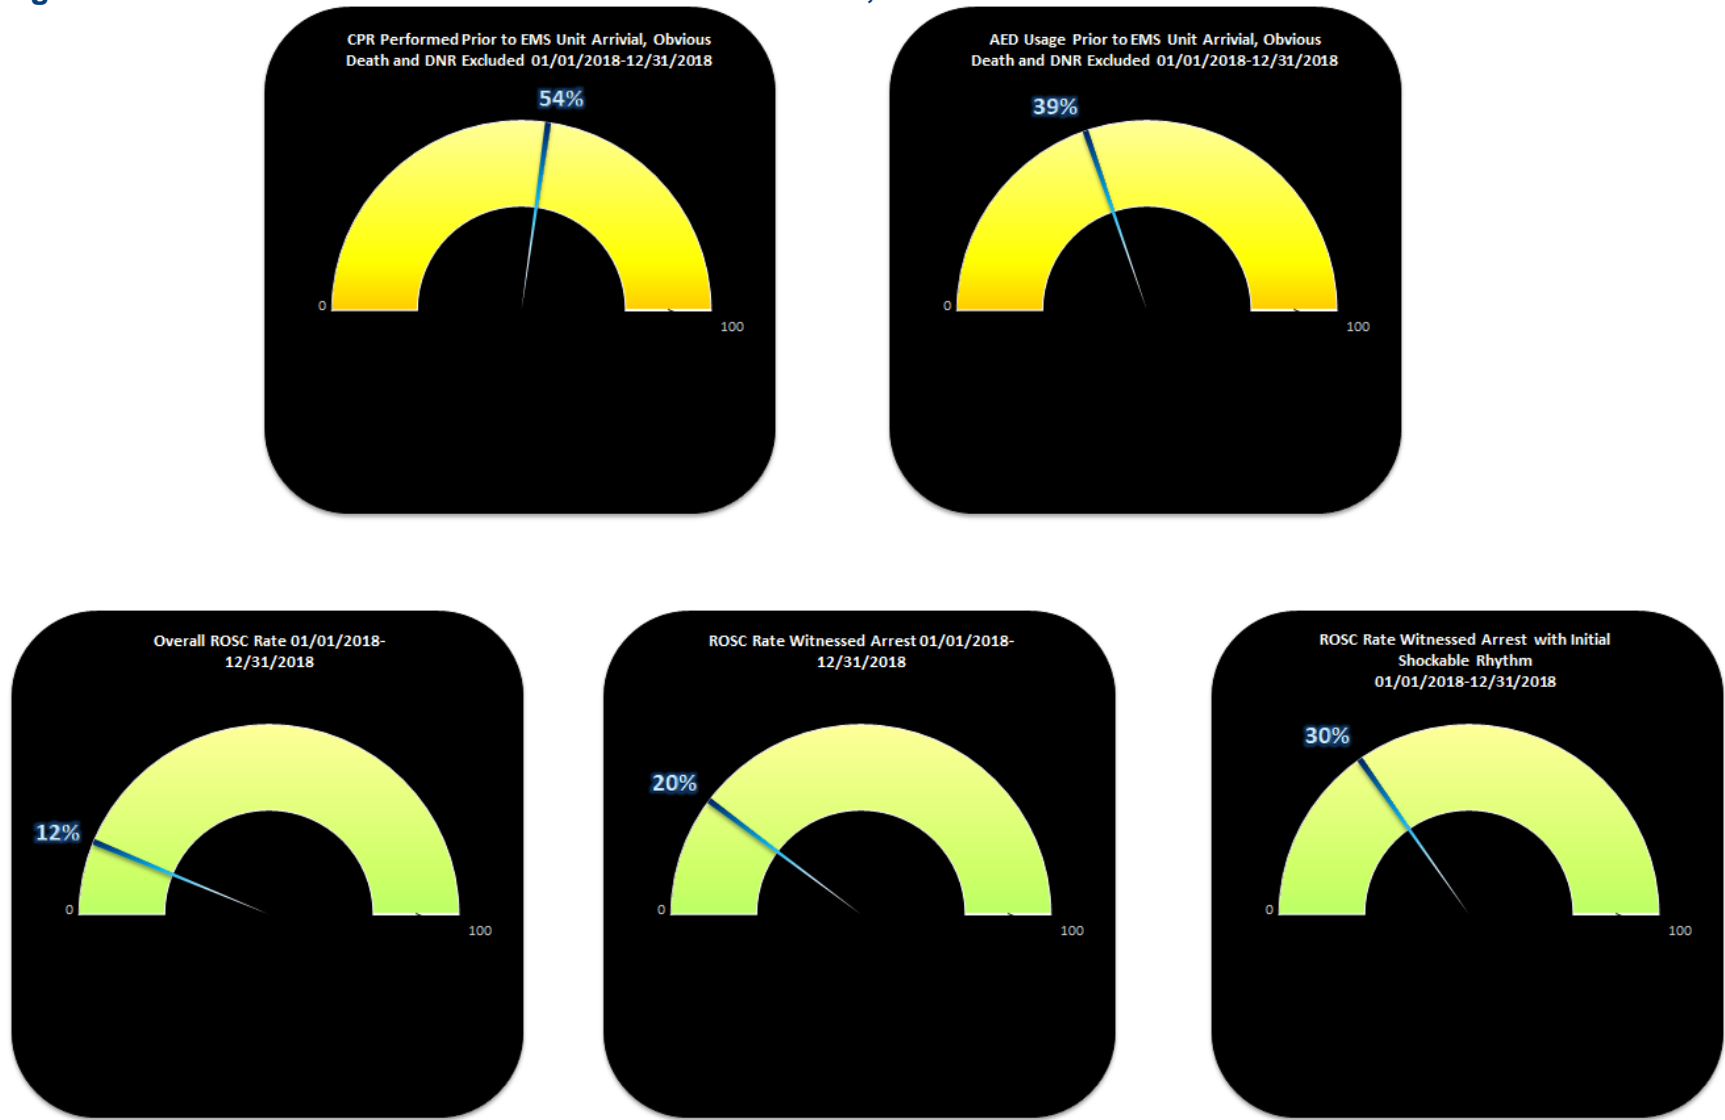 CPR Performed Prior to EMS Unit Arrivial, Obvious
Death and DNR Excluded 01/01/2018-12/31/2018
54%
0
100
AED Usage Prior to EMS Unit Arrivial, Obvious
Death and DNR Excluded 01/01/2018-12/31/2018
39%
0
100
Overall ROSC Rate 01/01/2018-
12/31/2018
12%
0
100
ROSC Rate Witnessed Arrest 01/01/2018-
12/31/2018
20%
0
100
ROSC Rate Witnessed Arrest with Initial
Shockable Rhythm
01/01/2018-12/31/2018
30%
0
100